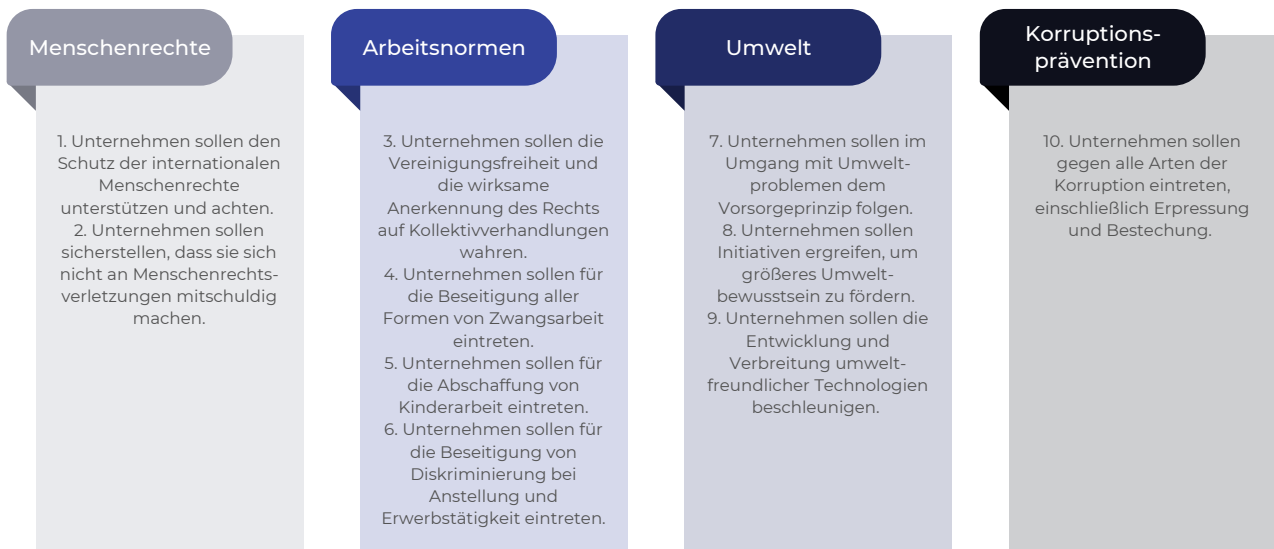 Menschenrechte
1. Unternehmen sollen den
Schutz der internationalen
Menschenrechte
unterstützen und achten.
2. Unternehmen sollen
sicherstellen, dass sie sich
nicht an Menschenrechts-
verletzungen mitschuldig
machen.
Arbeitsnormen
3. Unternehmen sollen die
Vereinigungsfreiheit und
die wirksame
Anerkennung des Rechts
auf Kollektivverhandlungen
wahren.
4. Unternehmen sollen für
die Beseitigung aller
Formen von Zwangsarbeit
eintreten.
5. Unternehmen sollen für
die Abschaffung von
Kinderarbeit eintreten.
6. Unternehmen sollen für
die Beseitigung von
Diskriminierung bei
Anstellung und
Erwerbstätigkeit eintreten.
Umwelt
7. Unternehmen sollen im
Umgang mit Umwelt-
problemen dem
Vorsorgeprinzip folgen.
8. Unternehmen sollen
Initiativen ergreifen, um
größeres Umwelt-
bewusstsein zu fördern.
9. Unternehmen sollen die
Entwicklung und
Verbreitung umwelt-
freundlicher Technologien
beschleunigen.
Korruptions-
prävention
10. Unternehmen sollen
gegen alle Arten der
Korruption eintreten,
einschließlich Erpressung
und Bestechung.